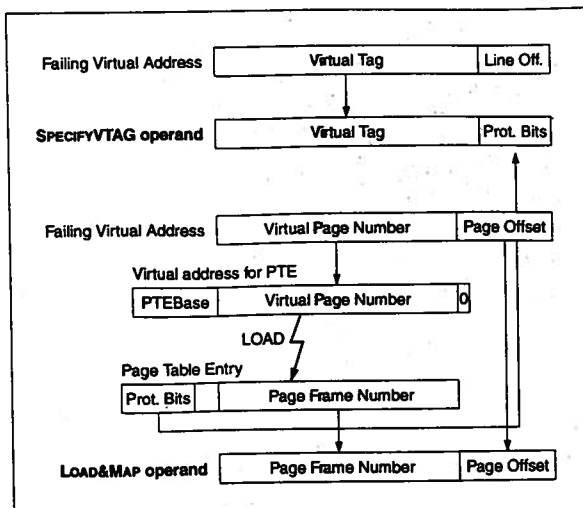 Failing Virtual Address Virtual Tag Line Off.
SPECIFYVTAG operand Virtual Tag Prot. Bits
Failing Virtual Address Virtual Page Number Page Offset
Virtual address for PTE
PTEBase Virtual Page Number 0
LOAD
Page Table Entry
Prot. Bits Page Frame Number
LOAD&MAP operand Page Frame Number Page Offset